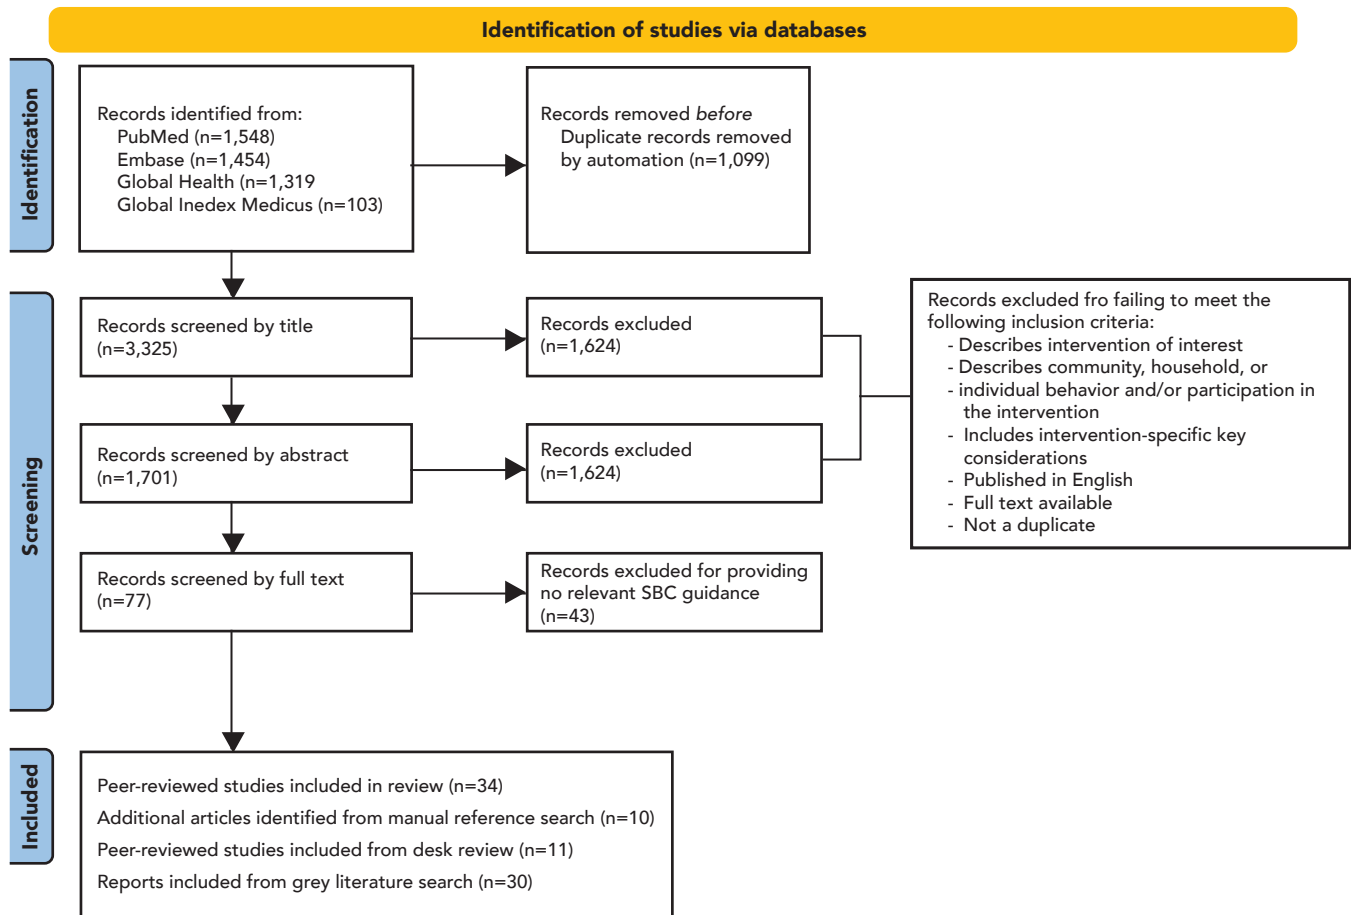 Identification of studies via databases
Identification
Records identified from:
PubMed (n=1,548)
Embase (n=1,454)
Global Health (n=1,319
Global Inedex Medicus (n=103)
Records removed before
Duplicate records removed
by automation (n=1,099)
Screening
Records screened by title
(n=3,325)
Records excluded
(n=1,624)
Records excluded fro failing to meet the
following inclusion criteria:
- Describes intervention of interest
- Describes community, household, or
- individual behavior and/or participation in
the intervention
- Includes intervention-specific key
considerations
- Published in English
- Full text available
- Not a duplicate
Records screened by abstract
(n=1,701)
Records excluded
(n=1,624)
Records screened by full text
(n=77)
Records excluded for providing
no relevant SBC guidance
(n=43)
Included
Peer-reviewed studies included in review (n=34)
Additional articles identified from manual reference search (n=10)
Peer-reviewed studies included from desk review (n=11)
Reports included from grey literature search (n=30)